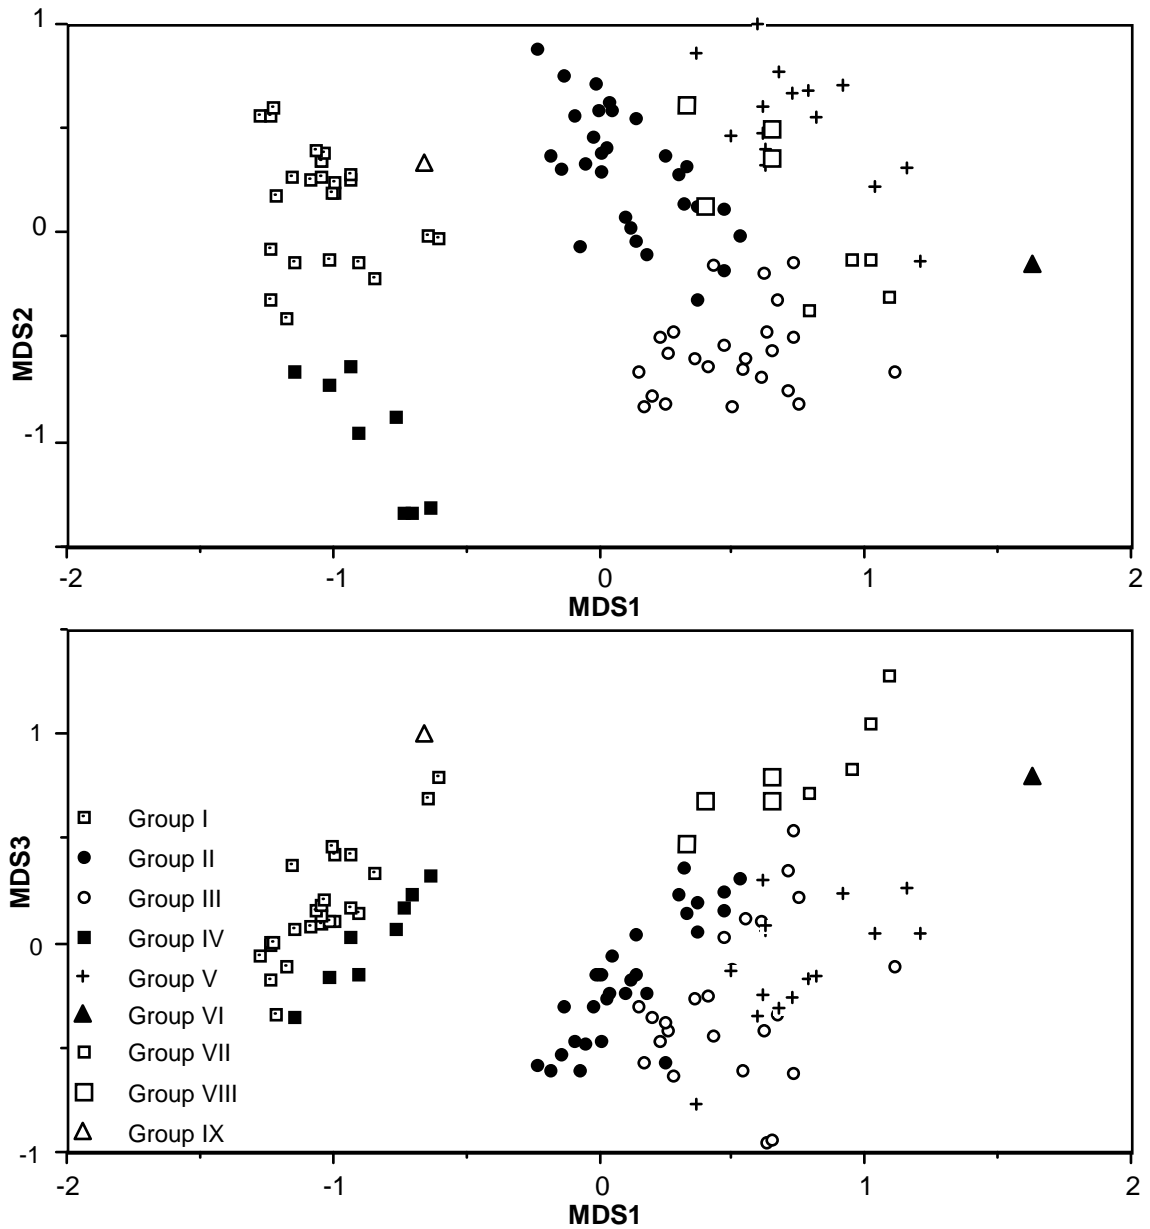 1
0
-1
MDS2
-2
-1
0
1
2
MDS1
1
0
-1
MDS3
Group I
Group II
Group III
Group IV
Group V
Group VI
Group VII
Group VIII
Group IX
-2
-1
0
1
2
MDS1